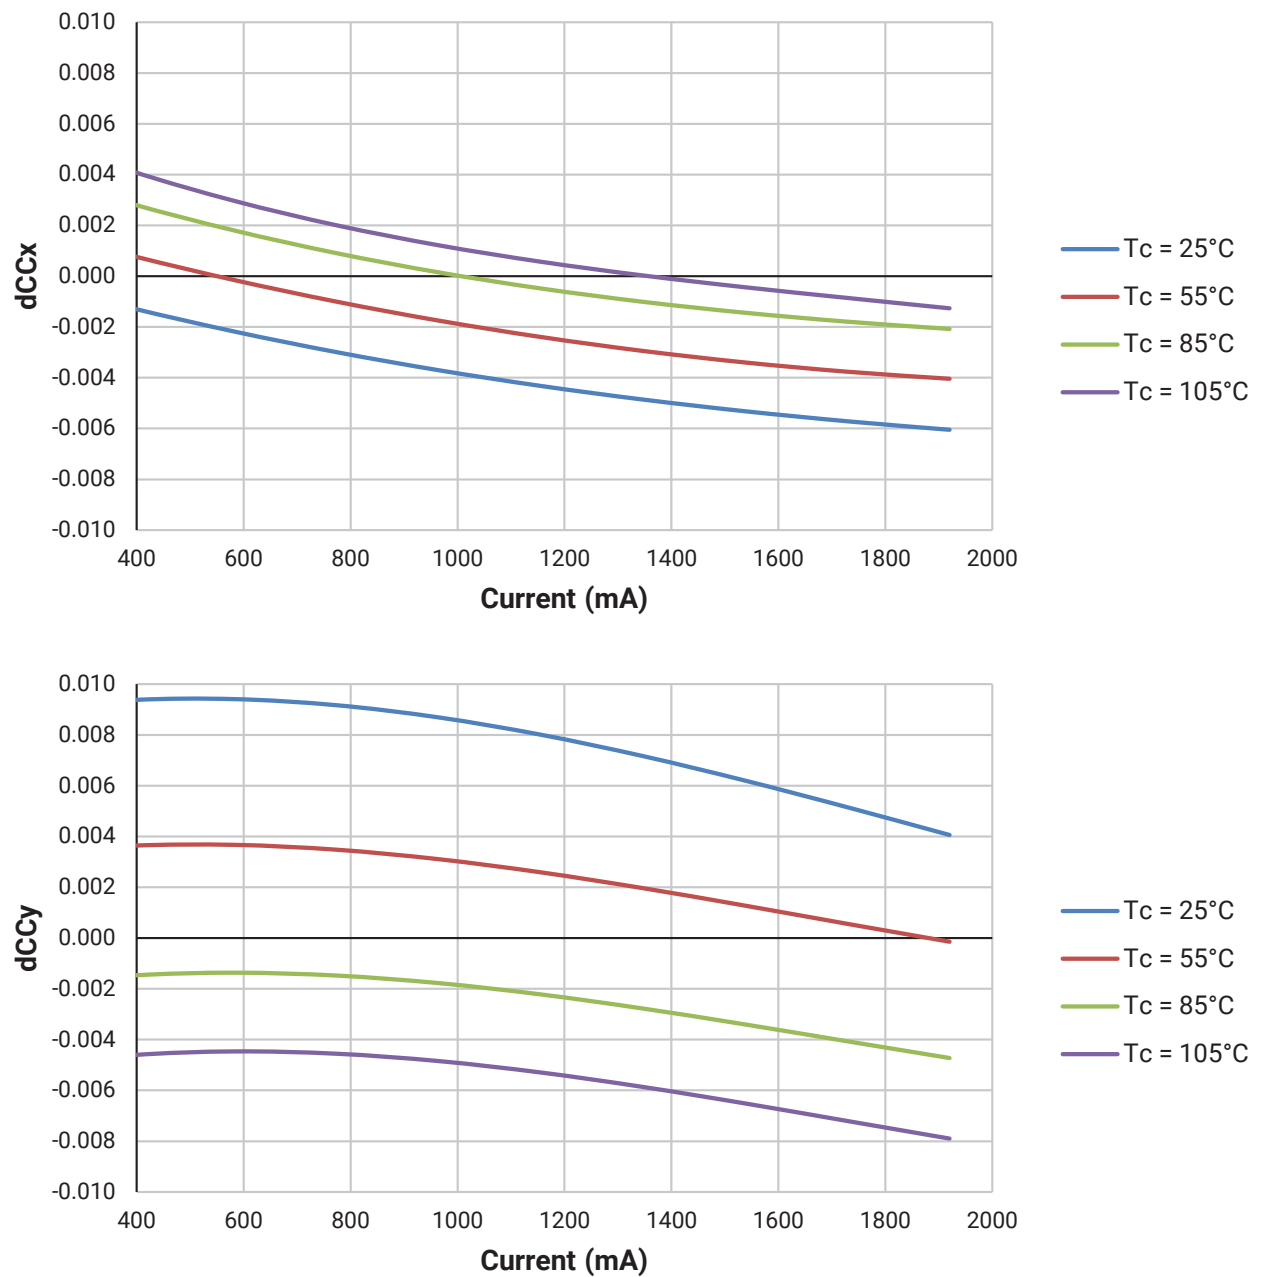 0.010
0.008
0.006
0.004
0.002
0.000
-0.002
-0.004
-0.006
-0.008
-0.010
dCCx
400 600 800 1000 1200 1400 1600 1800 2000
Current (mA)
Tc = 25°C
Tc = 55°C
Tc = 85°C
Tc = 105°C
0.010
0.008
0.006
0.004
0.002
0.000
-0.002
-0.004
-0.006
-0.008
-0.010
dCCy
400 600 800 1000 1200 1400 1600 1800 2000
Current (mA)
Tc = 25°C
Tc = 55°C
Tc = 85°C
Tc = 105°C